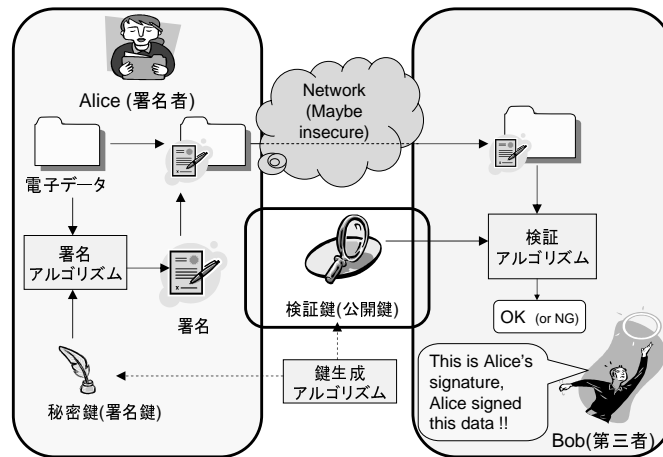 Alice (署名者)
電子データ
署名
アルゴリズム
署名
秘密鍵(署名鍵)
Network
(Maybe
insecure)
検証鍵(公開鍵)
鍵生成
アルゴリズム
検証
アルゴリズム
OK (or NG)
This is Alice's
signature,
Alice signed
this data !!
Bob(第三者)